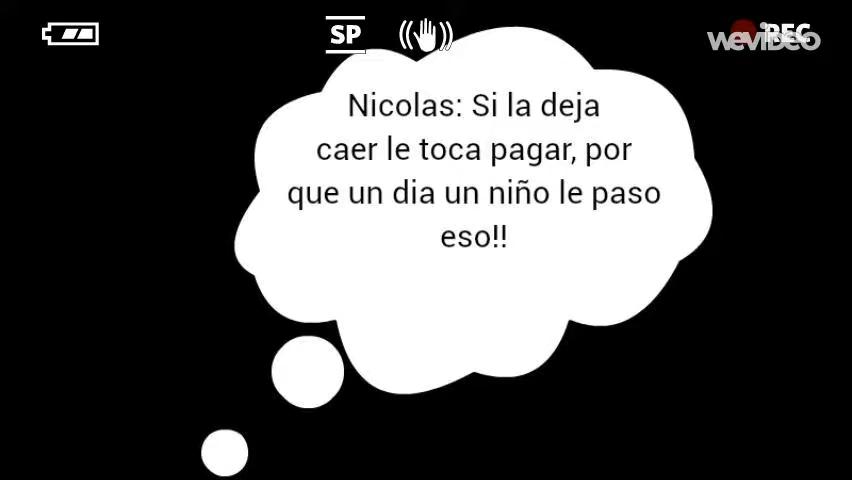 SP
REC
WeVideo
Nicolas: Si la deja
caer le toca pagar, por
que un dia un niño le paso
eso!!